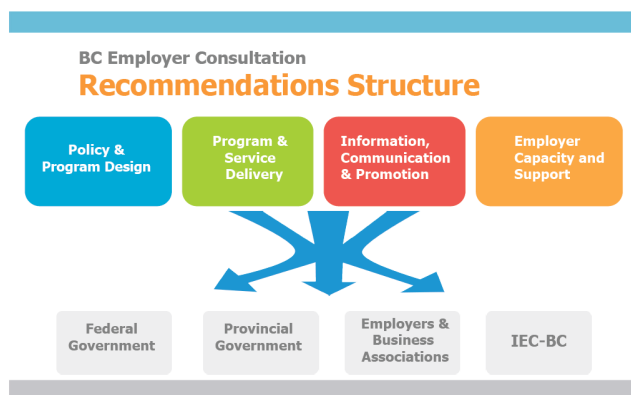 BC Employer Consultation
Recommendations Structure
Policy &
Program Design
Program &
Service
Delivery
Information,
Communication
& Promotion
Employer
Capacity and
Support
Federal
Government
Provincial
Government
Employers &
Business
Associations
IEC-BC